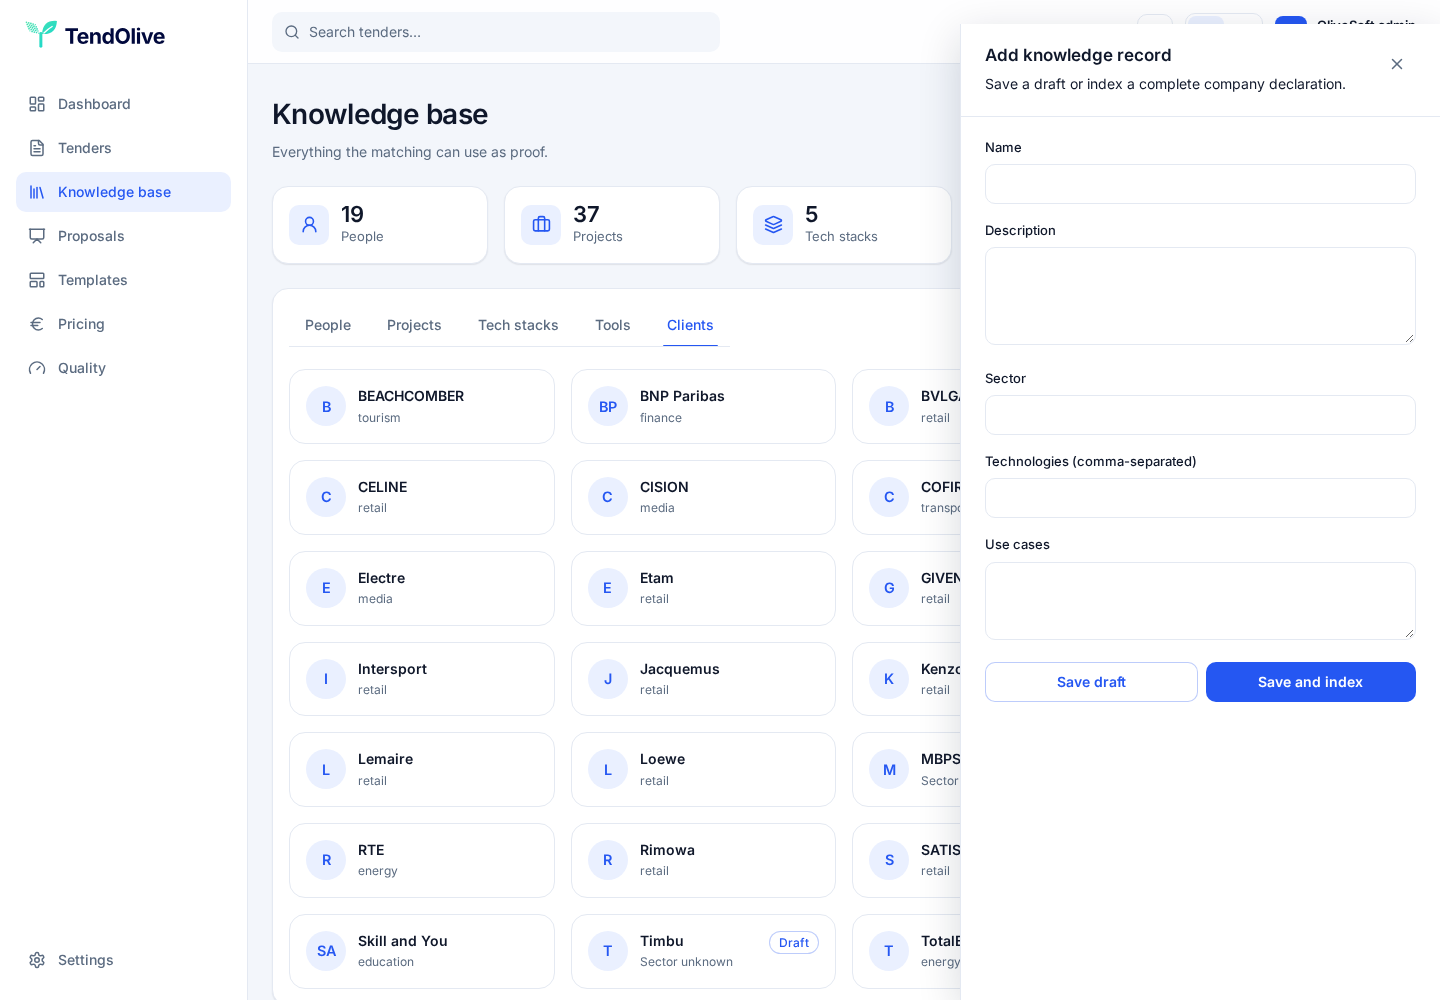 TendOlive
Search tenders...
Dashboard
Tenders
Knowledge base
Proposals
Templates
Pricing
Quality
Settings
Knowledge base
Everything the matching can use as proof.
19
People
37
Projects
5
Tech stacks
People
Projects
Tech stacks
Tools
Clients
B
BEACHCOMBER
tourism
BP
BNP Paribas
finance
B
retail
C
CELINE
retail
C
CISION
media
C
E
Electre
media
E
Etam
retail
G
retail
I
Intersport
retail
J
Jacquemus
retail
K
retail
L
Lemaire
retail
L
Loewe
retail
M
MBPS
Sector
R
RTE
energy
R
Rimowa
retail
S
retail
SA
Skill and You
education
T
Timbu
Sector unknown
Draft
T
energy
OliveSoft admin
Add knowledge record
Save a draft or index a complete company declaration.
Name
Description
Sector
Technologies (comma-separated)
Use cases
Save draft
Save and index